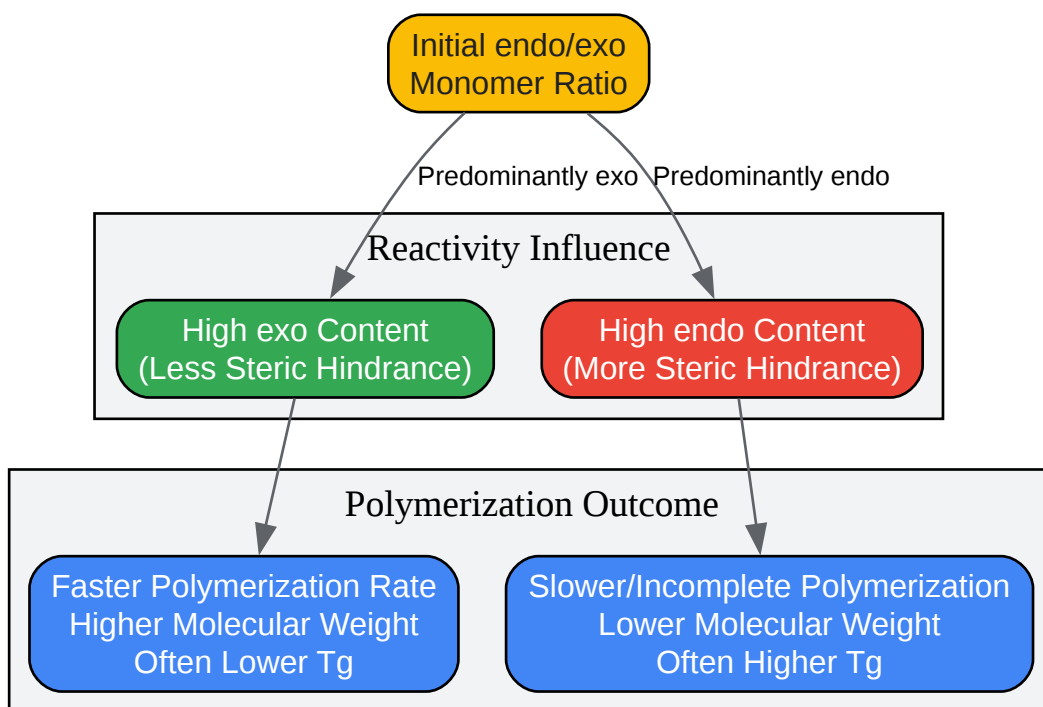 Initial endo/exo
Monomer Ratio
Predominantly exo
Predominantly endo
Reactivity Influence
High exo Content
(Less Steric Hindrance)
High endo Content
(More Steric Hindrance)
Polymerization Outcome
Faster Polymerization Rate
Higher Molecular Weight
Often Lower Tg
Slower/Incomplete Polymerization
Lower Molecular Weight
Often Higher Tg